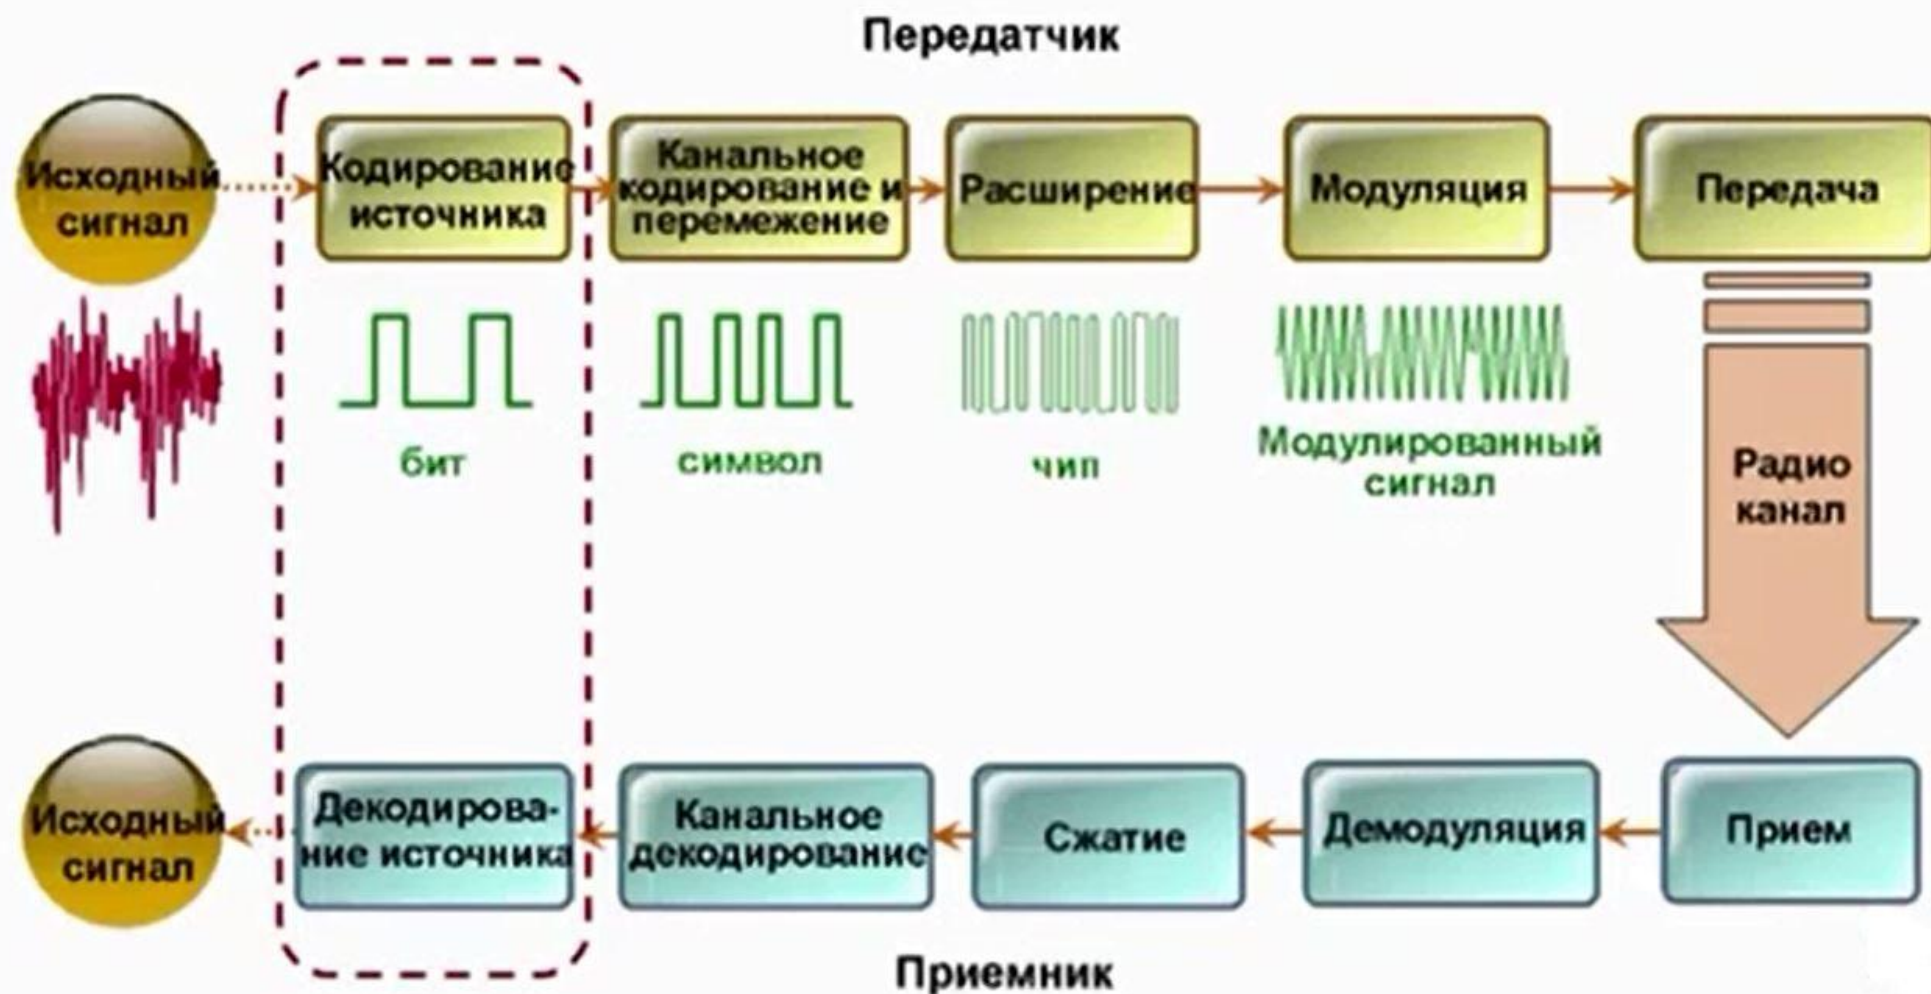 Передатчик
Исходный
сигнал
Кодирование
источника
Канальное
кодирование и
перемежение
Расширение
Модуляция
Передача
бит
символ
чип
Модулированный
сигнал
Радио
канал
Исходный
сигнал
Декодирова-
ние источника
Канальное
декодирование
Сжатие
Демодуляция
Прием
Приемник